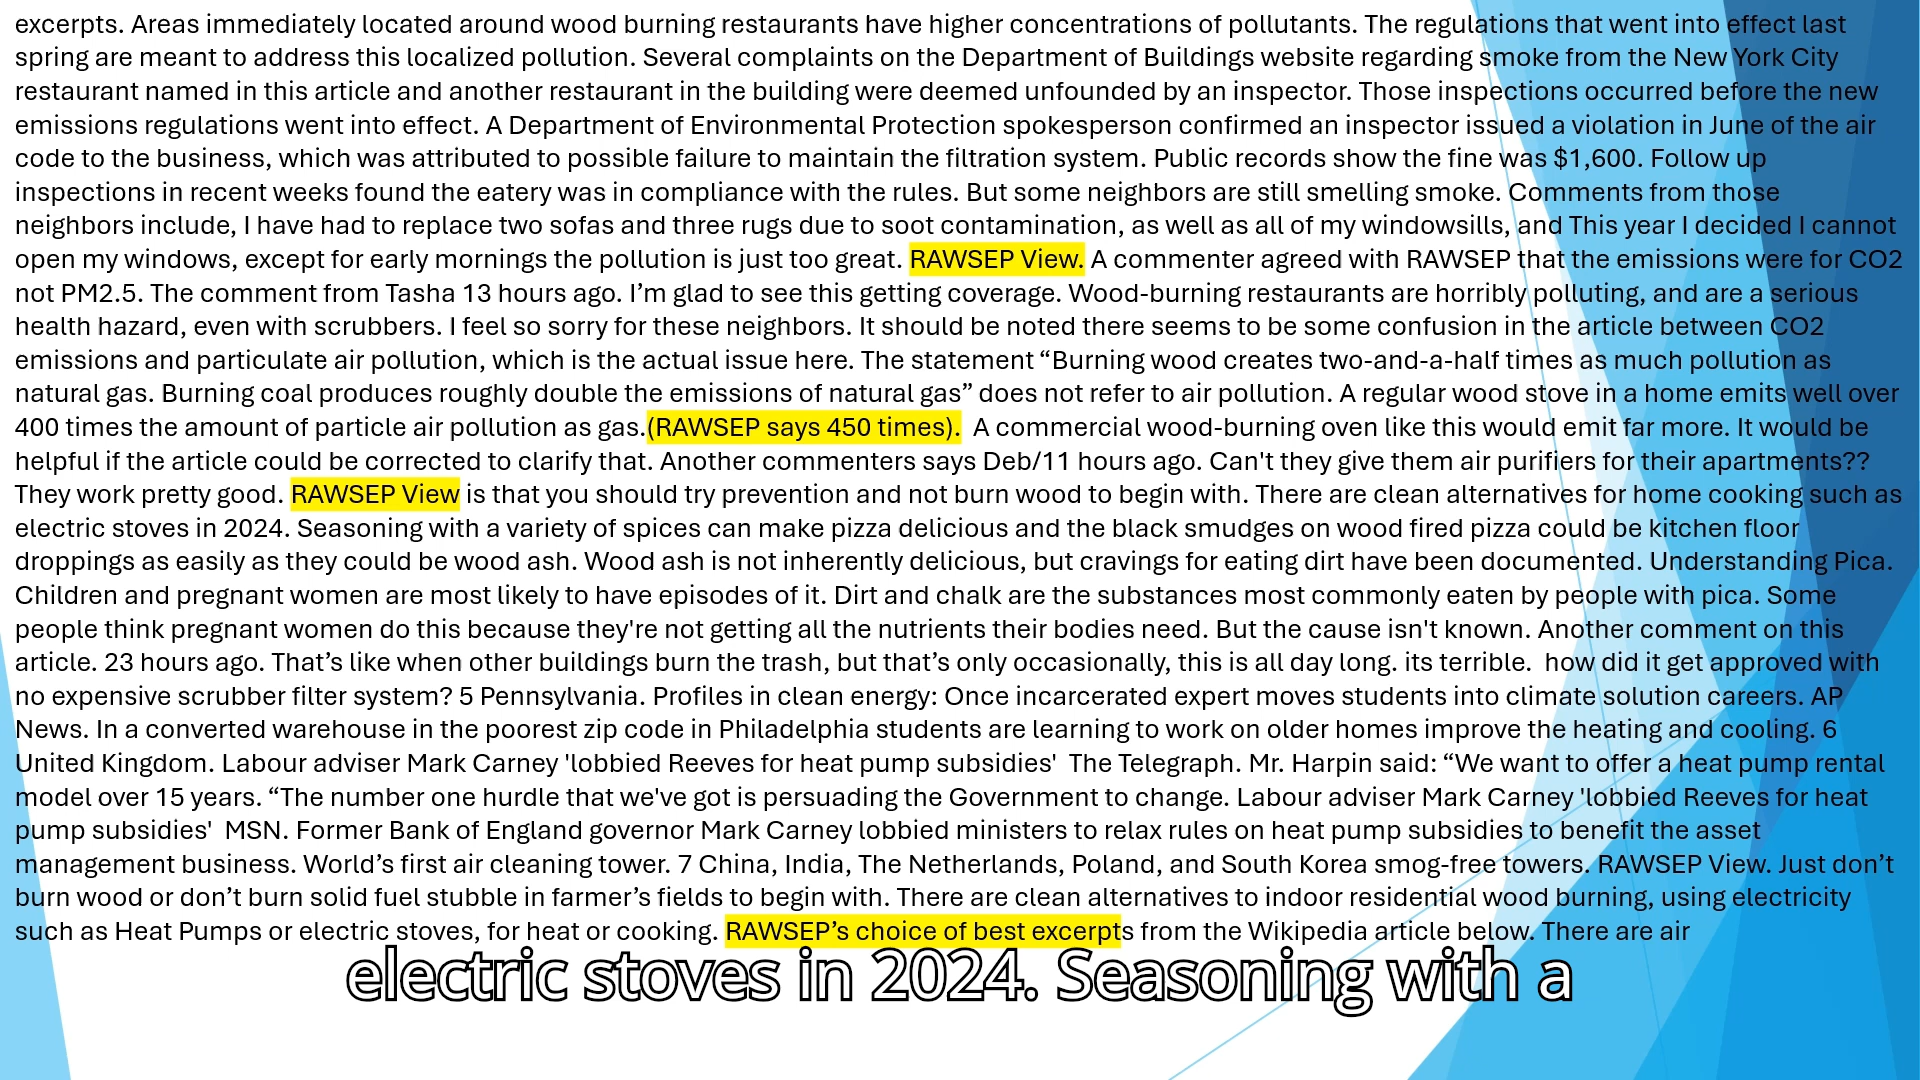 excerpts. Areas immediately located around wood burning restaurants have higher concentrations of pollutants. The regulations that went into effect last
spring are meant to address this localized pollution. Several complaints on the Department of Buildings website regarding smoke from the New York City
restaurant named in this article and another restaurant in the building were deemed unfounded by an inspector. Those inspections occurred before the new
emissions regulations went into effect. A Department of Environmental Protection spokesperson confirmed an inspector issued a violation in June of the air
code to the business, which was attributed to possible failure to maintain the filtration system. Public records show the fine was $1,600. Follow up
inspections in recent weeks found the eatery was in compliance with the rules. But some neighbors are still smelling smoke. Comments from those
neighbors include, I have had to replace two sofas and three rugs due to soot contamination, as well as all of my windowsills, and This year I decided I cannot
open my windows, except for early mornings the pollution is just too great. RAWSEP View. A commenter agreed with RAWSEP that the emissions were for CO2
not PM2.5. The comment from Tasha 13 hours ago. I’m glad to see this getting coverage. Wood-burning restaurants are horribly polluting, and are a serious
health hazard, even with scrubbers. I feel so sorry for these neighbors. It should be noted there seems to be some confusion in the article between CO2
emissions and particulate air pollution, which is the actual issue here. The statement “Burning wood creates two-and-a-half times as much pollution as
natural gas. Burning coal produces roughly double the emissions of natural gas” does not refer to air pollution. A regular wood stove in a home emits well over
400 times the amount of particle air pollution as gas.(RAWSEP says 450 times).  A commercial wood-burning oven like this would emit far more. It would be
helpful if the article could be corrected to clarify that. Another commenters says Deb/11 hours ago. Can't they give them air purifiers for their apartments??
They work pretty good. RAWSEP View is that you should try prevention and not burn wood to begin with. There are clean alternatives for home cooking such as
electric stoves in 2024. Seasoning with a variety of spices can make pizza delicious and the black smudges on wood fired pizza could be kitchen floor
droppings as easily as they could be wood ash. Wood ash is not inherently delicious, but cravings for eating dirt have been documented. Understanding Pica.
Children and pregnant women are most likely to have episodes of it. Dirt and chalk are the substances most commonly eaten by people with pica. Some
people think pregnant women do this because they're not getting all the nutrients their bodies need. But the cause isn't known. Another comment on this
article. 23 hours ago. That’s like when other buildings burn the trash, but that’s only occasionally, this is all day long. its terrible.  how did it get approved with
no expensive scrubber filter system? 5 Pennsylvania. Profiles in clean energy: Once incarcerated expert moves students into climate solution careers. AP
News. In a converted warehouse in the poorest zip code in Philadelphia students are learning to work on older homes improve the heating and cooling. 6
United Kingdom. Labour adviser Mark Carney 'lobbied Reeves for heat pump subsidies'  The Telegraph. Mr. Harpin said: “We want to offer a heat pump rental
model over 15 years. “The number one hurdle that we've got is persuading the Government to change. Labour adviser Mark Carney 'lobbied Reeves for heat
pump subsidies'  MSN. Former Bank of England governor Mark Carney lobbied ministers to relax rules on heat pump subsidies to benefit the asset
management business. World’s first air cleaning tower. 7 China, India, The Netherlands, Poland, and South Korea smog-free towers. RAWSEP View. Just don’t
burn wood or don’t burn solid fuel stubble in farmer’s fields to begin with. There are clean alternatives to indoor residential wood burning, using electricity
such as Heat Pumps or electric stoves, for heat or cooking. RAWSEP’s choice of best excerpts from the Wikipedia article below. There are air
electric stoves in 2024. Seasoning with a